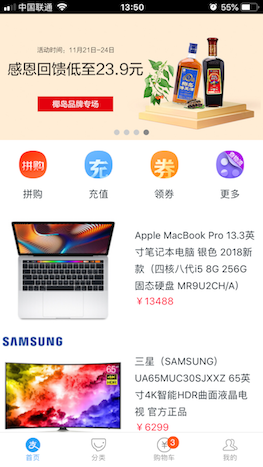 中国联通 13:50 55%
活动时间：11月21日-24日
感恩回馈低至23.9元
椰岛品牌专场
拼购 充 券
拼购 充值 领券 更多
Apple MacBook Pro 13.3英
寸笔记本电脑 银色 2018新
款（四核八代i5 8G 256G
固态硬盘 MR9U2CH/A)
￥13488
SAMSUNG
三星（SAMSUNG）
UA65MUC30SJXXZ 65英
寸4K智能HDR曲面液晶电
视 官方正品
￥6299
65"
3
首页 分类 购物车 我的